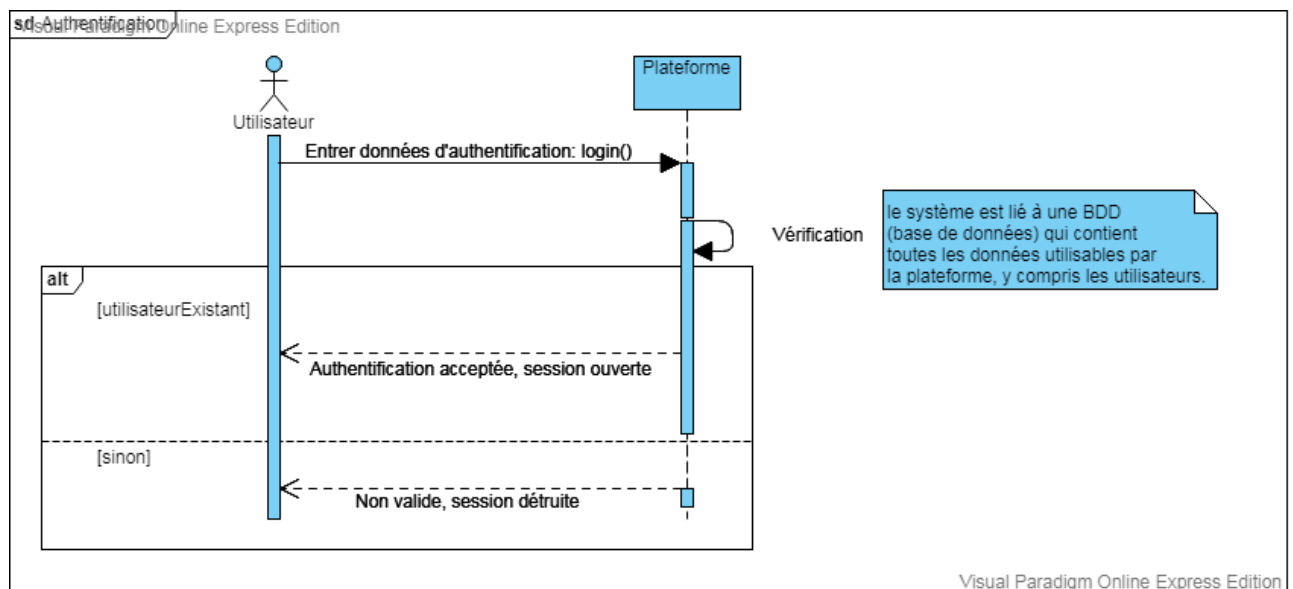 sd Authentification
Visual Paradigm Online Express Edition
Utilisateur
Plateforme
Entrer données d'authentification: login()
Vérification
le système est lié à une BDD
(base de données) qui contient
toutes les données utilisables par
la plateforme, y compris les utilisateurs.
alt
[utilisateurExistant]
Authentification acceptée, session ouverte
[sinon]
Non valide, session détruite
Visual Paradigm Online Express Edition